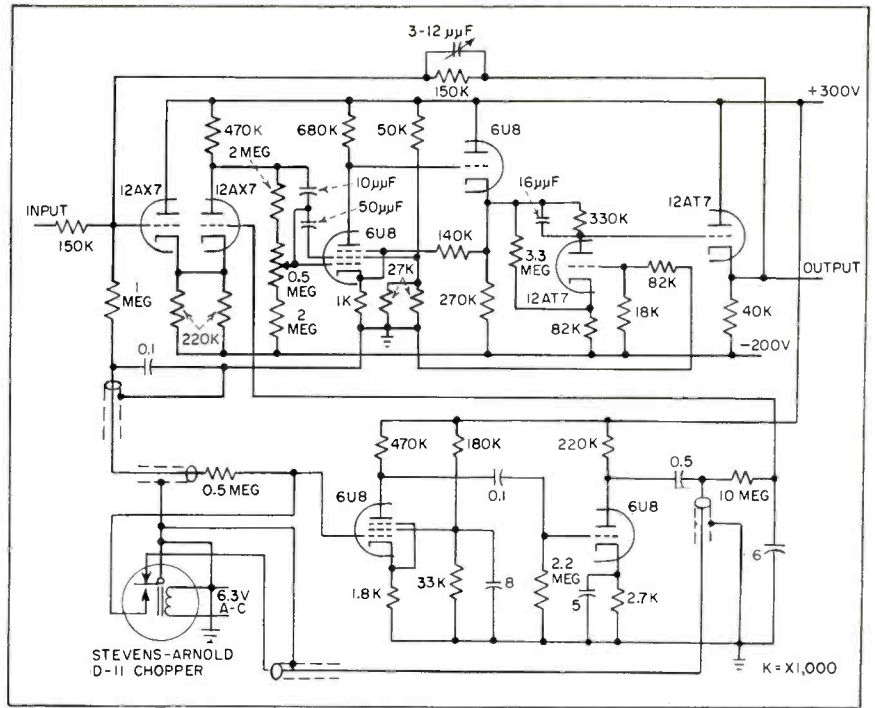 3-12 μμF
150K
+300V
6U8
470K
680K
50K
2 MEG
10μμF
16μμF
12AX7
12AX7
50μμF
330K
12AT7
INPUT
6U8
140K
150K
3.3
MEG
82K
OUTPUT
27K
0.5
MEG
12AT7
1
MEG
1K
270K
18K
40K
220K
2
MEG
82K
-200V
0.1
470K
180K
220K
0.5
0.5 MEG
6U8
0.1
6U8
10 MEG
2.2
MEG
6
1.8K
33K
8
5
2.7K
6.3V
A-C
STEVENS-ARNOLD
D-11 CHOPPER
K = X1,000